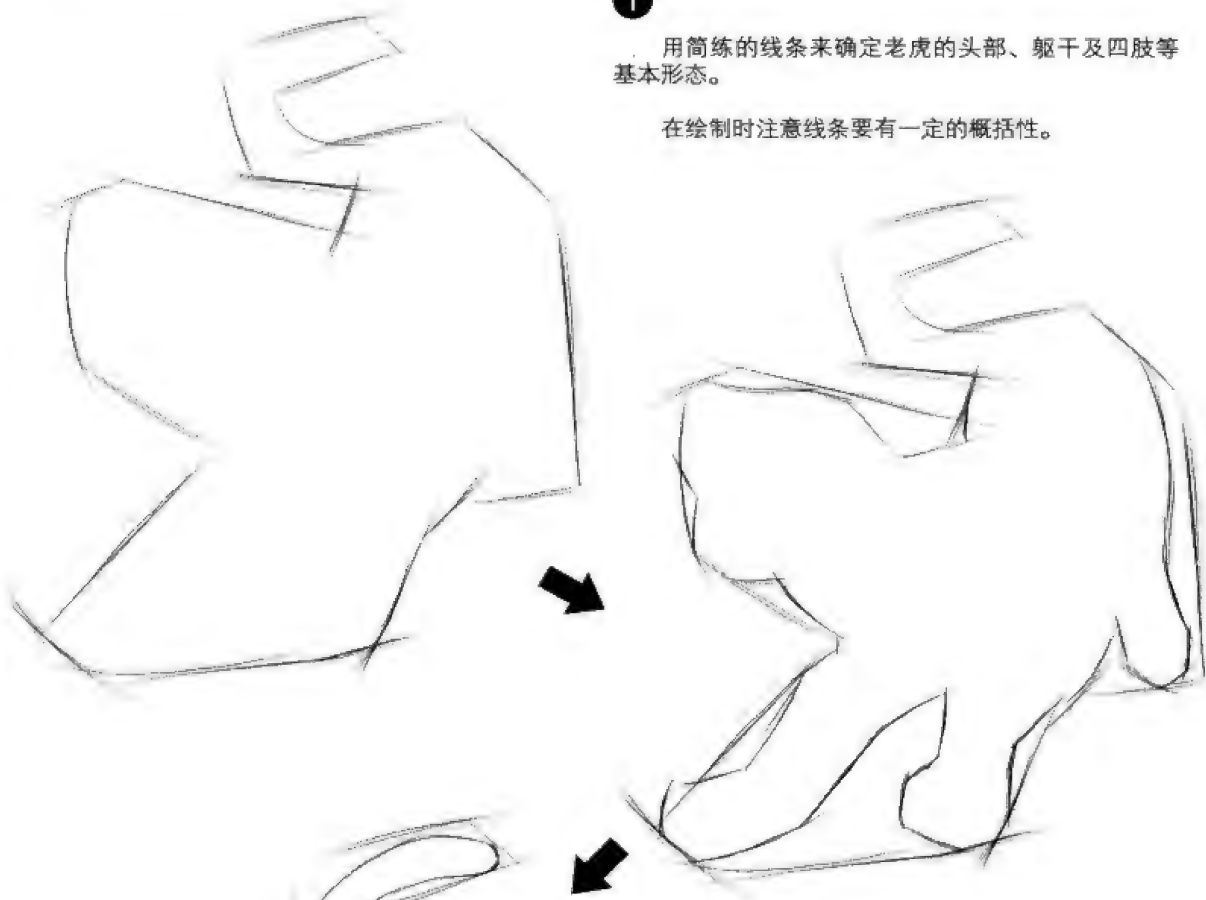 1
用简练的线条来确定老虎的头部、躯干及四肢等
基本形态。
在绘制时注意线条要有一定的概括性。